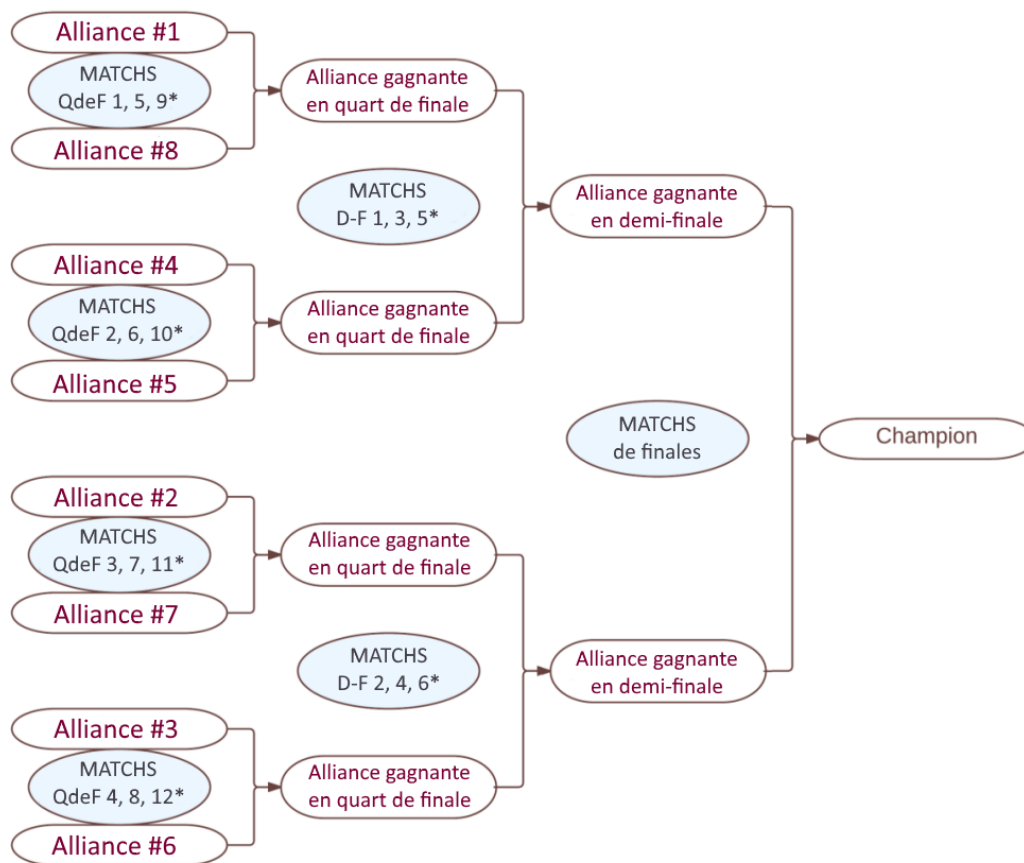 Alliance #1
MATCHS
QdeF 1, 5, 9*
Alliance #8
Alliance gagnante
en quart de finale
MATCHS
D-F 1, 3, 5*
Alliance gagnante
en demi-finale
Alliance #4
MATCHS
QdeF 2, 6, 10*
Alliance #5
Alliance gagnante
en quart de finale
MATCHS
de finales
Champion
Alliance #2
MATCHS
QdeF 3, 7, 11*
Alliance #7
Alliance gagnante
en quart de finale
MATCHS
D-F 2, 4, 6*
Alliance gagnante
en demi-finale
Alliance #3
MATCHS
QdeF 4, 8, 12*
Alliance #6
Alliance gagnante
en quart de finale